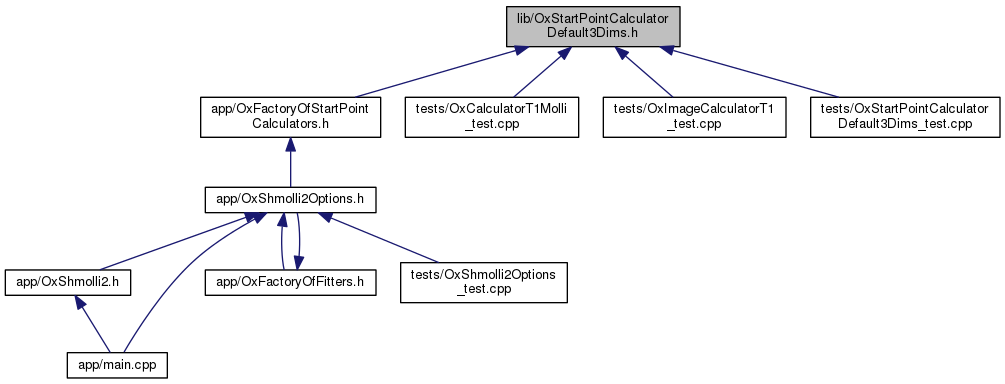 lib/OxStartPointCalculator
Default3Dims.h
app/OxFactoryOfStartPoint
Calculators.h
tests/OxCalculatorT1Molli
_test.cpp
tests/OxImageCalculatorT1
_test.cpp
tests/OxStartPointCalculator
Default3Dims_test.cpp
app/OxShmolli2Options.h
app/OxShmolli2.h
app/OxFactoryOfFitters.h
tests/OxShmolli2Options
_test.cpp
app/main.cpp